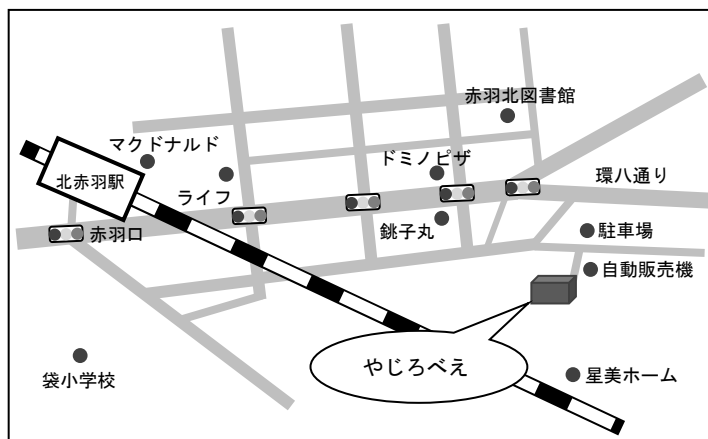 赤羽北図書館
マクドナルド
ドミノピザ
北赤羽駅
ライフ
環八通り
赤羽口
銚子丸
駐車場
自動販売機
やじろべえ
星美ホーム
袋小学校